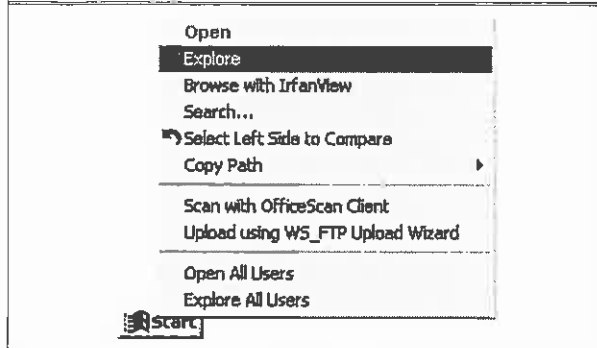 Open
Explore
Browse with IrfanView
Search...
Select Left Side to Compare
Copy Path
Scan with OfficeScan Client
Upload using WS_FTP Upload Wizard
Open All Users
Explore All Users
Start